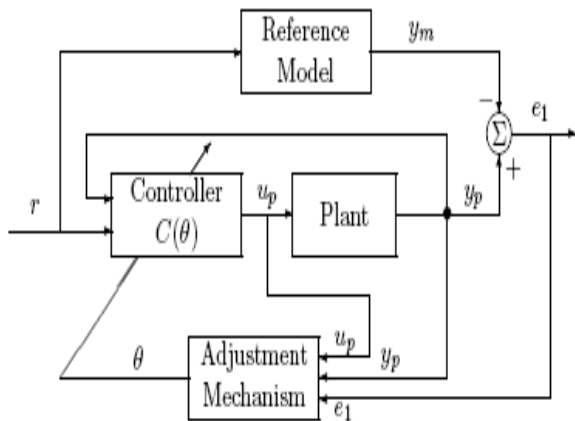 Reference
Model
y_m
−
e_1
Σ
+
Controller
C(θ)
u_p
Plant
y_p
r
u_p
θ
Adjustment
Mechanism
y_p
e_1